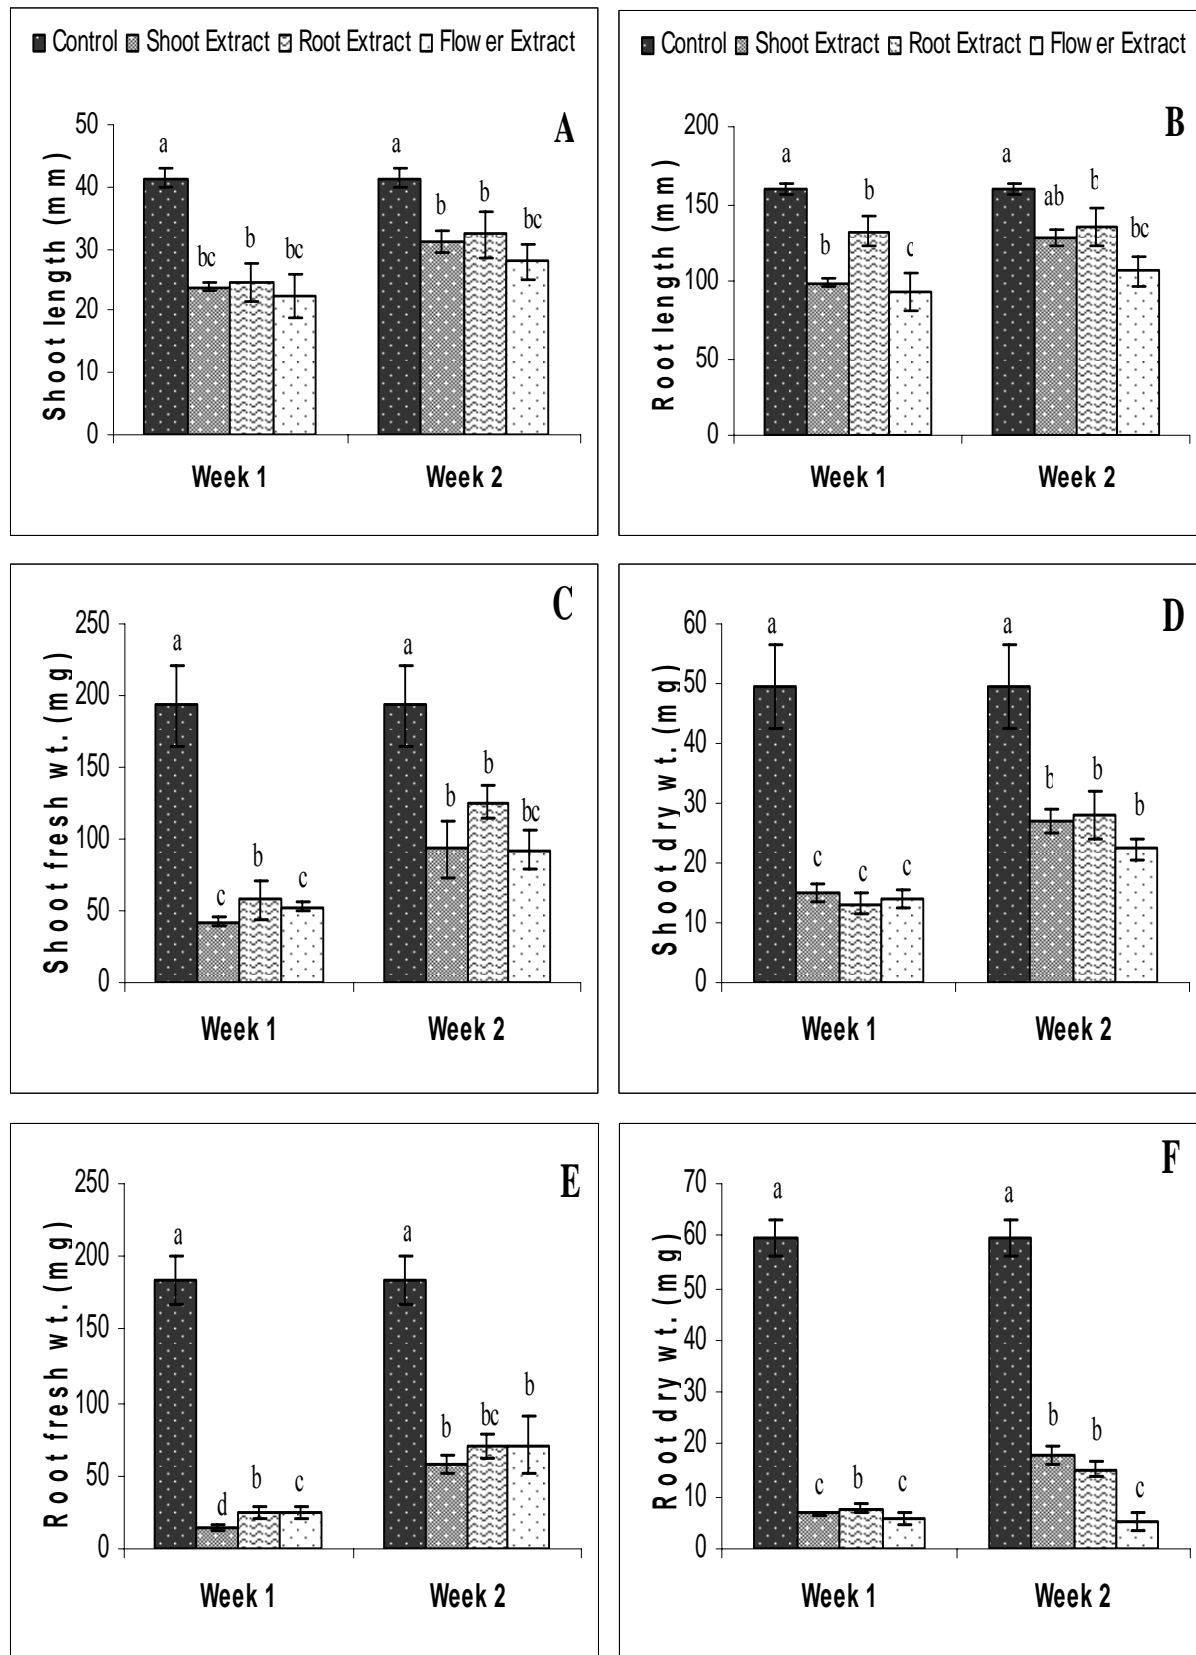 Control Shoot Extract Root Extract Flower Extract
A
Shoot length (mm)
50
40
30
20
10
0
a
bc
b
bc
a
b
b
bc
Week 1
Week 2
Control Shoot Extract Root Extract Flower Extract
B
Root length (mm)
200
150
100
50
0
a
b
b
c
a
ab
b
bc
Week 1
Week 2
C
Shoot fresh wt. (mg)
250
200
150
100
50
0
a
c
b
c
a
b
b
bc
Week 1
Week 2
D
Shoot dry wt. (mg)
60
50
40
30
20
10
0
a
c
c
c
a
b
b
b
Week 1
Week 2
E
Root fresh wt. (mg)
250
200
150
100
50
0
a
d
b
c
a
b
bc
b
Week 1
Week 2
F
Root dry wt. (mg)
70
60
50
40
30
20
10
0
a
c
b
c
a
b
b
c
Week 1
Week 2